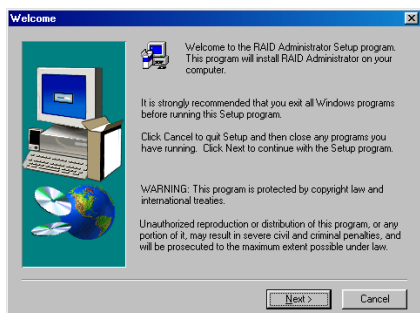 Welcome
Welcome to the RAID Administrator Setup program.
This program will install RAID Administrator on your
computer.
It is strongly recommended that you exit all Windows programs
before running this Setup program.
Click Cancel to quit Setup and then close any programs you
have running. Click Next to continue with the Setup program.
WARNING: This program is protected by copyright law and
international treaties.
Unauthorized reproduction or distribution of this program, or any
portion of it, may result in severe civil and criminal penalties, and
will be prosecuted to the maximum extent possible under law.
Next >
Cancel